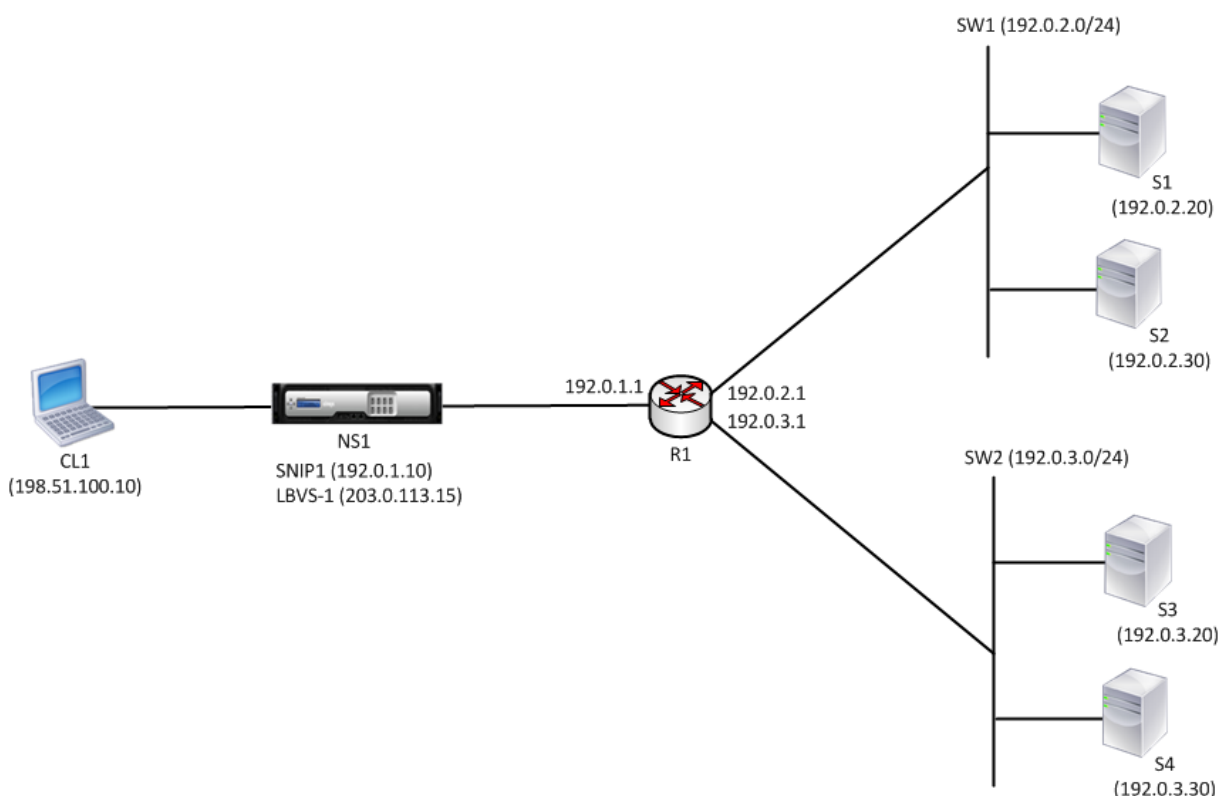 SW1 (192.0.2.0/24)
S1
(192.0.2.20)
S2
(192.0.2.30)
192.0.1.1
192.0.2.1
192.0.3.1
R1
NS1
SNIP1 (192.0.1.10)
LBVS-1 (203.0.113.15)
CL1
(198.51.100.10)
SW2 (192.0.3.0/24)
S3
(192.0.3.20)
S4
(192.0.3.30)